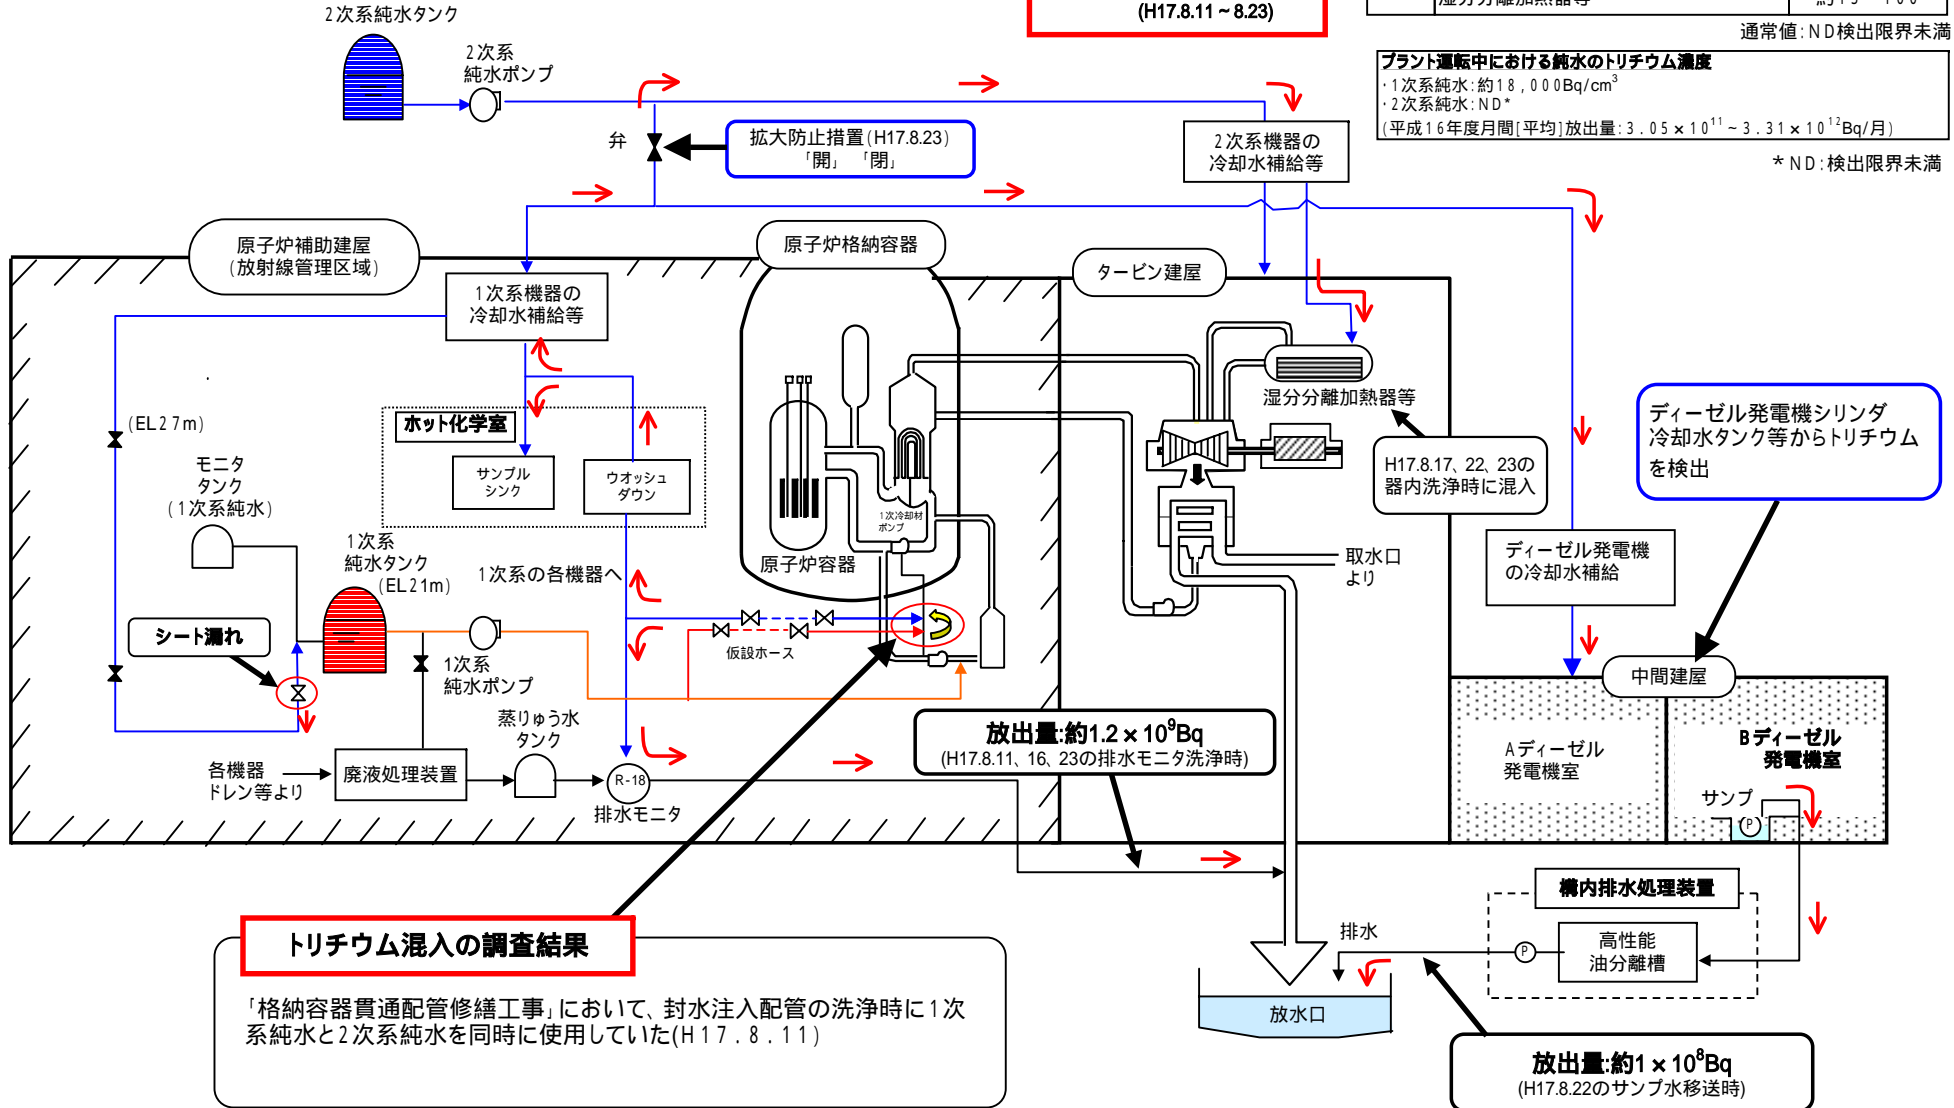 2次系純水タンク
(H17.8.11～8.23)
湿分分離加熱器等
通常値:ND検出限界未満
2次系
純水ポンプ
プラント運転中における純水のトリチウム濃度
・1次系純水:約18,000Bq/cm³
・2次系純水:ND*
(平成16年度月間[平均]放出量:3.05×10¹¹～3.31×10¹²Bq/月)
*ND:検出限界未満
弁
拡大防止措置(H17.8.23)
「開」 「閉」
2次系機器の
冷却水補給等
原子炉補助建屋
(放射線管理区域)
原子炉格納容器
タービン建屋
1次系機器の
冷却水補給等
湿分分離加熱器等
(EL27m)
ホット化学室
サンプル
シンク
ウオッシュ
ダウン
H17.8.17、22、23の
器内洗浄時に混入
ディーゼル発電機シリンダ
冷却水タンク等からトリチウム
を検出
モニタ
タンク
(1次系純水)
1次冷却材
ポンプ
原子炉容器
取水口
より
ディーゼル発電機
の冷却水補給
1次系
純水タンク
(EL21m)
1次系の各機器へ
シート漏れ
仮設ホース
1次系
純水ポンプ
中間建屋
蒸りゅう水
タンク
放出量:約1.2×10⁹Bq
(H17.8.11、16、23の排水モニタ洗浄時)
Aディーゼル
発電機室
Bディーゼル
発電機室
各機器
ドレン等より
廃液処理装置
R-18
排水モニタ
サンプ
P
構内排水処理装置
トリチウム混入の調査結果
排水
P
高性能
油分離槽
「格納容器貫通配管修繕工事」において、封水注入配管の洗浄時に1次
系純水と2次系純水を同時に使用していた(H17.8.11)
放水口
放出量:約1×10⁸Bq
(H17.8.22のサンプ水移送時)